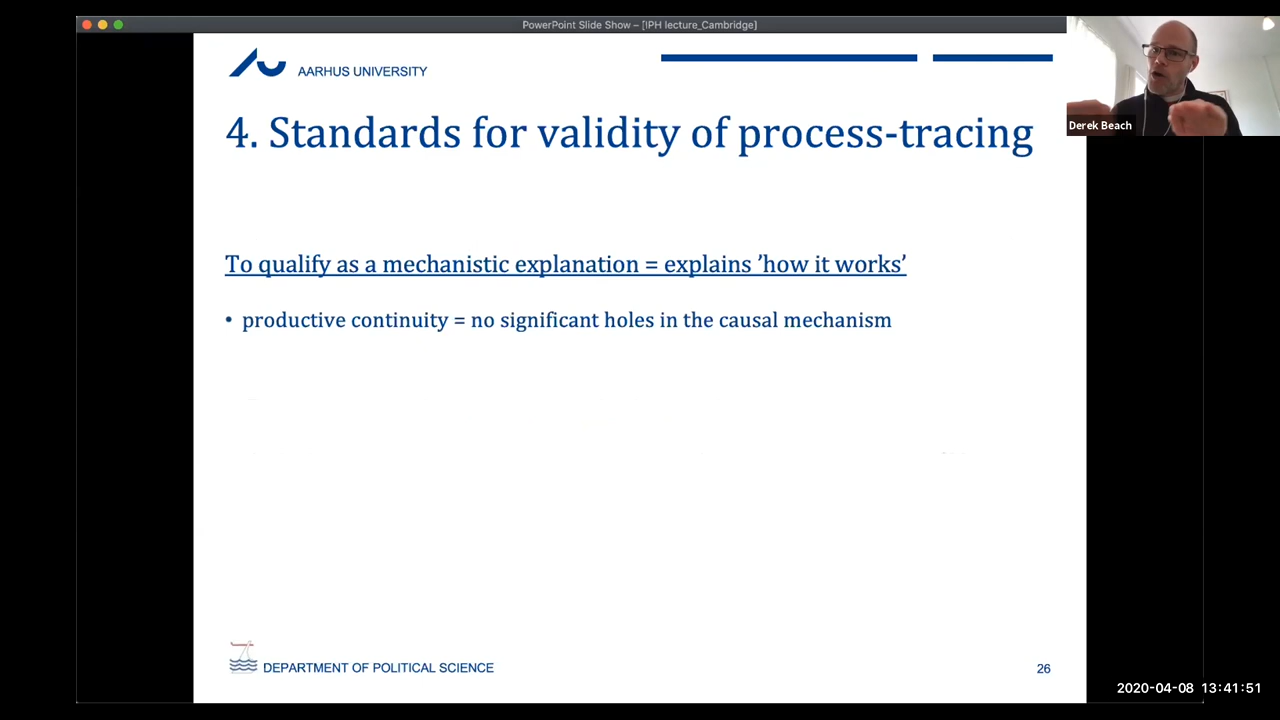 PowerPoint Slide Show – [IPH lecture_Cambridge]
AARHUS UNIVERSITY
Derek Beach
4. Standards for validity of process-tracing
To qualify as a mechanistic explanation = explains ’how it works’
• productive continuity = no significant holes in the causal mechanism
DEPARTMENT OF POLITICAL SCIENCE
26
2020-04-08 13:41:51